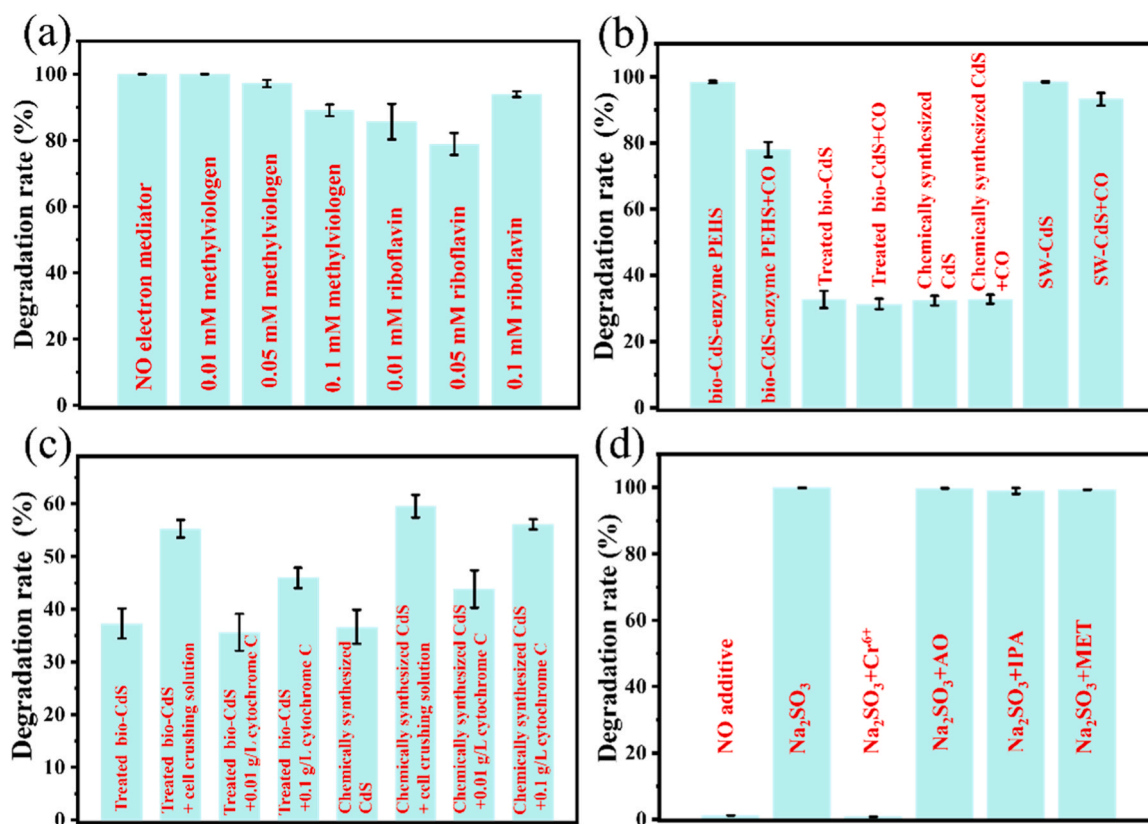 (a)
Degradation rate (%)
100
80
60
40
20
0
NO electron mediator
0.01 mM methylviologen
0.05 mM methylviologen
0. 1 mM methylviologen
0.01 mM riboflavin
0.05 mM riboflavin
0.1 mM riboflavin
(b)
Degradation rate (%)
100
80
60
40
20
0
bio-CdS-enzyme PEHS
bio-CdS-enzyme PEHS+CO
Treated bio-CdS
Treated bio-CdS+CO
Chemically synthesized
CdS
Chemically synthesized CdS
+CO
SW-CdS
SW-CdS+CO
(c)
Degradation rate (%)
60
50
40
30
20
10
0
Treated bio-CdS
Treated bio-CdS
+ cell crushing solution
Treated bio-CdS
+0.01 g/L cytochrome C
Treated bio-CdS
+0.1 g/L cytochrome C
Chemically synthesized
CdS
Chemically synthesized CdS
+ cell crushing solution
Chemically synthesized CdS
+0.01 g/L cytochrome C
Chemically synthesized CdS
+0.1 g/L cytochrome C
(d)
Degradation rate (%)
100
80
60
40
20
0
NO additive
Na₂SO₃
Na₂SO₃+Cr⁶⁺
Na₂SO₃+AO
Na₂SO₃+IPA
Na₂SO₃+MET